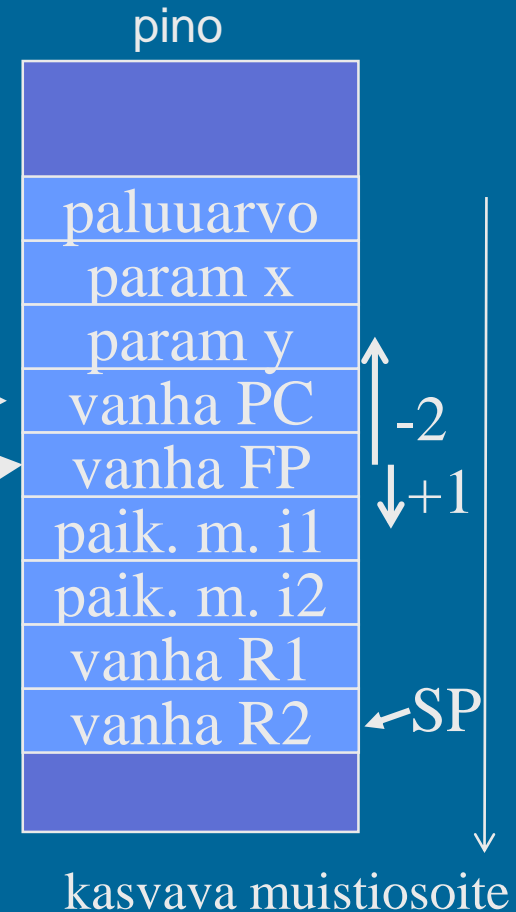 pino
paluuarvo
param x
param y
vanha PC
-2
vanha FP
+1
paik. m. i1
paik. m. i2
vanha R1
vanha R2
SP
kasvava muistiosoite